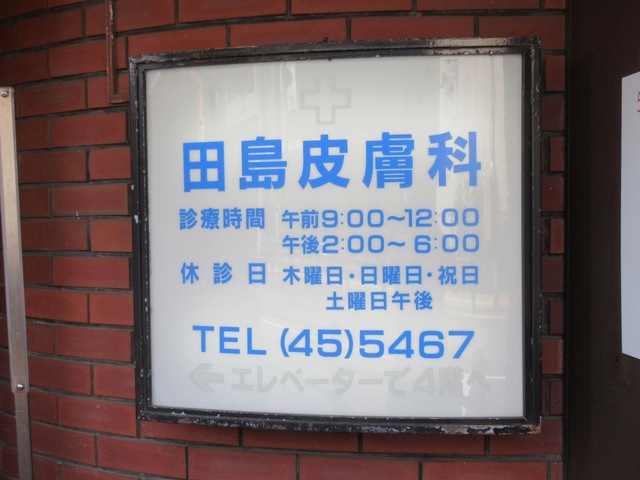 田島皮膚科
診療時間 午前9:00〜12:00
午後2:00〜6:00
休診日 木曜日・日曜日・祝日
土曜日午後
TEL (45)5467
←エレベーターで4階へ